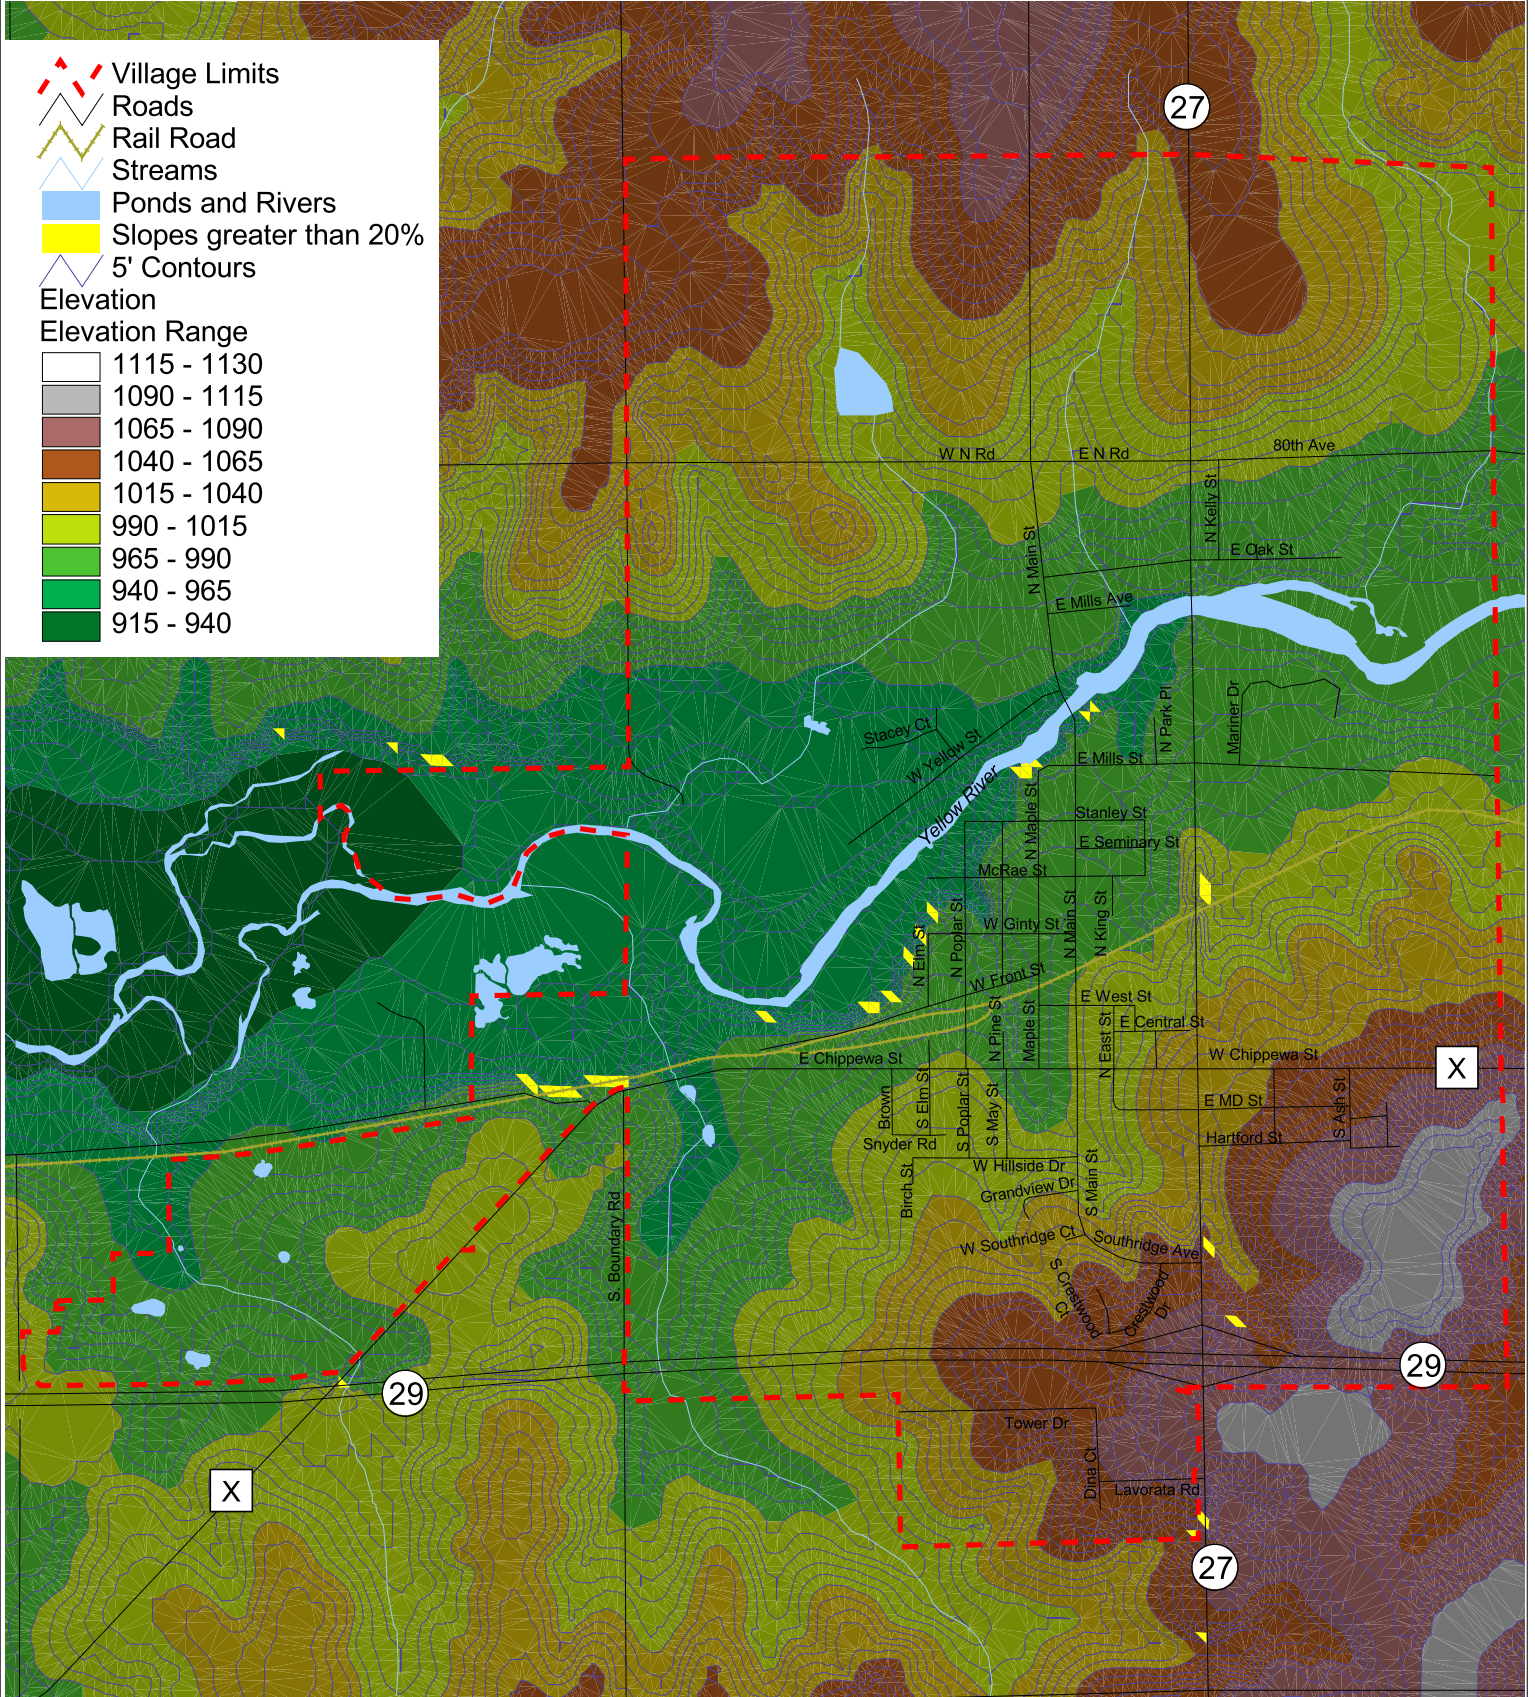 Village Limits
Roads
Rail Road
Streams
Ponds and Rivers
Slopes greater than 20%
5' Contours
Elevation
Elevation Range
1115 - 1130
1090 - 1115
1065 - 1090
1040 - 1065
1015 - 1040
990 - 1015
965 - 990
940 - 965
915 - 940
27
W N Rd
E N Rd
80th Ave
N Kelly St
N Main St
E Oak St
E Mills Ave
N Park Pl
Mariner Dr
Stacey Ct
W Yellow St
Yellow River
E Mills St
N Maple St
Stanley St
E Seminary St
McRae St
N Elm St
N Poplar St
W Ginty St
N Main St
N King St
W Front St
E West St
E Central St
N Pine St
Maple St
N East St
E Chippewa St
W Chippewa St
X
Brown
S Elm St
S Poplar St
S May St
E MD St
S Ash St
Snyder Rd
Hartford St
Birch St
W Hillside Dr
Grandview Dr
S Main St
S. Boundary Rd
W Southridge Ct
Southridge Ave
S Crestwood Ct
Crestwood Dr
29
29
Tower Dr
Dina Ct
Lavorata Rd
X
27